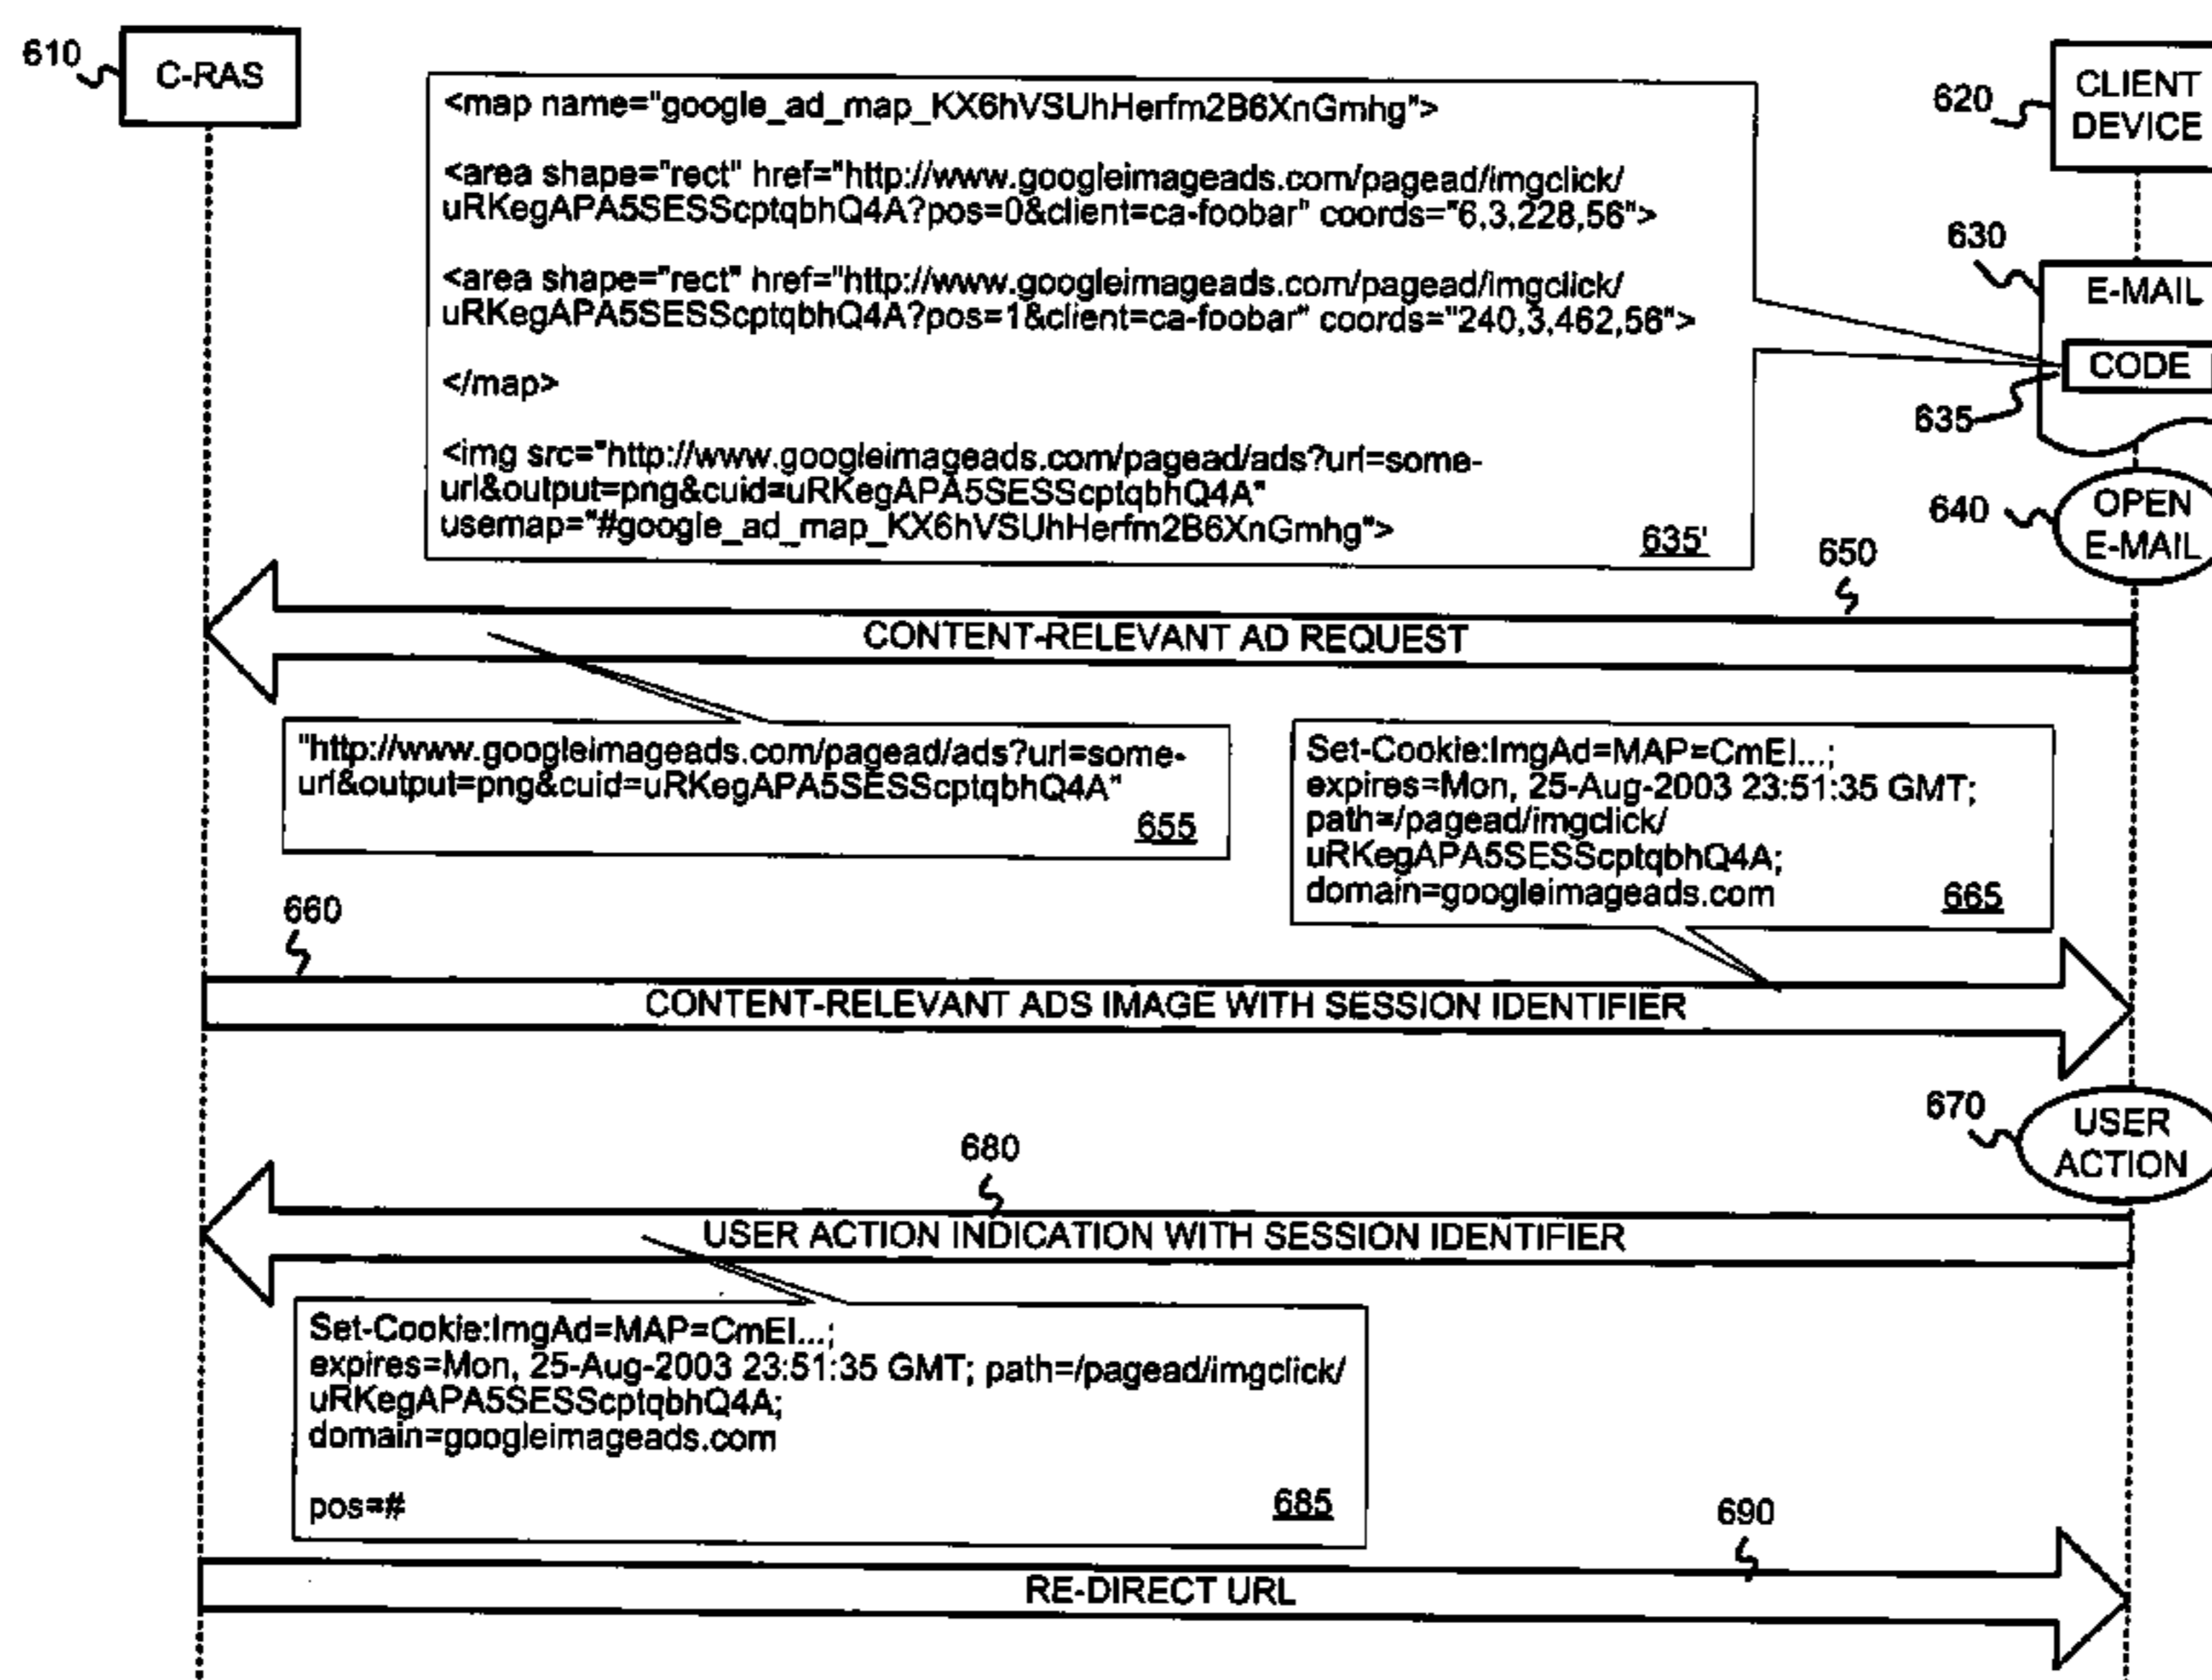 610
C-RAS
<map name="google_ad_map_KX6hVSUhHerfm2B6XnGmhg">
<area shape="rect" href="http://www.googleimageads.com/pagead/imgclick/
uRKegAPA5SESScptqbhQ4A?pos=0&client=ca-foobar" coords="6,3,228,56">
<area shape="rect" href="http://www.googleimageads.com/pagead/imgclick/
uRKegAPA5SESScptqbhQ4A?pos=1&client=ca-foobar" coords="240,3,462,56">
</map>
<img src="http://www.googleimageads.com/pagead/ads?url=some-
url&output=png&cuid=uRKegAPA5SESScptqbhQ4A"
usemap="#google_ad_map_KX6hVSUhHerfm2B6XnGmhg">
635'
620
CLIENT
DEVICE
630
E-MAIL
CODE
635
640
OPEN
E-MAIL
650
CONTENT-RELEVANT AD REQUEST
"http://www.googleimageads.com/pagead/ads?url=some-
url&output=png&cuid=uRKegAPA5SESScptqbhQ4A"
655
Set-Cookie:ImgAd=MAP=CmEI...;
expires=Mon, 25-Aug-2003 23:51:35 GMT;
path=/pagead/imgclick/
uRKegAPA5SESScptqbhQ4A;
domain=googleimageads.com
665
660
CONTENT-RELEVANT ADS IMAGE WITH SESSION IDENTIFIER
670
USER
ACTION
680
USER ACTION INDICATION WITH SESSION IDENTIFIER
Set-Cookie:ImgAd=MAP=CmEI...;
expires=Mon, 25-Aug-2003 23:51:35 GMT; path=/pagead/imgclick/
uRKegAPA5SESScptqbhQ4A;
domain=googleimageads.com
pos=#
685
690
RE-DIRECT URL